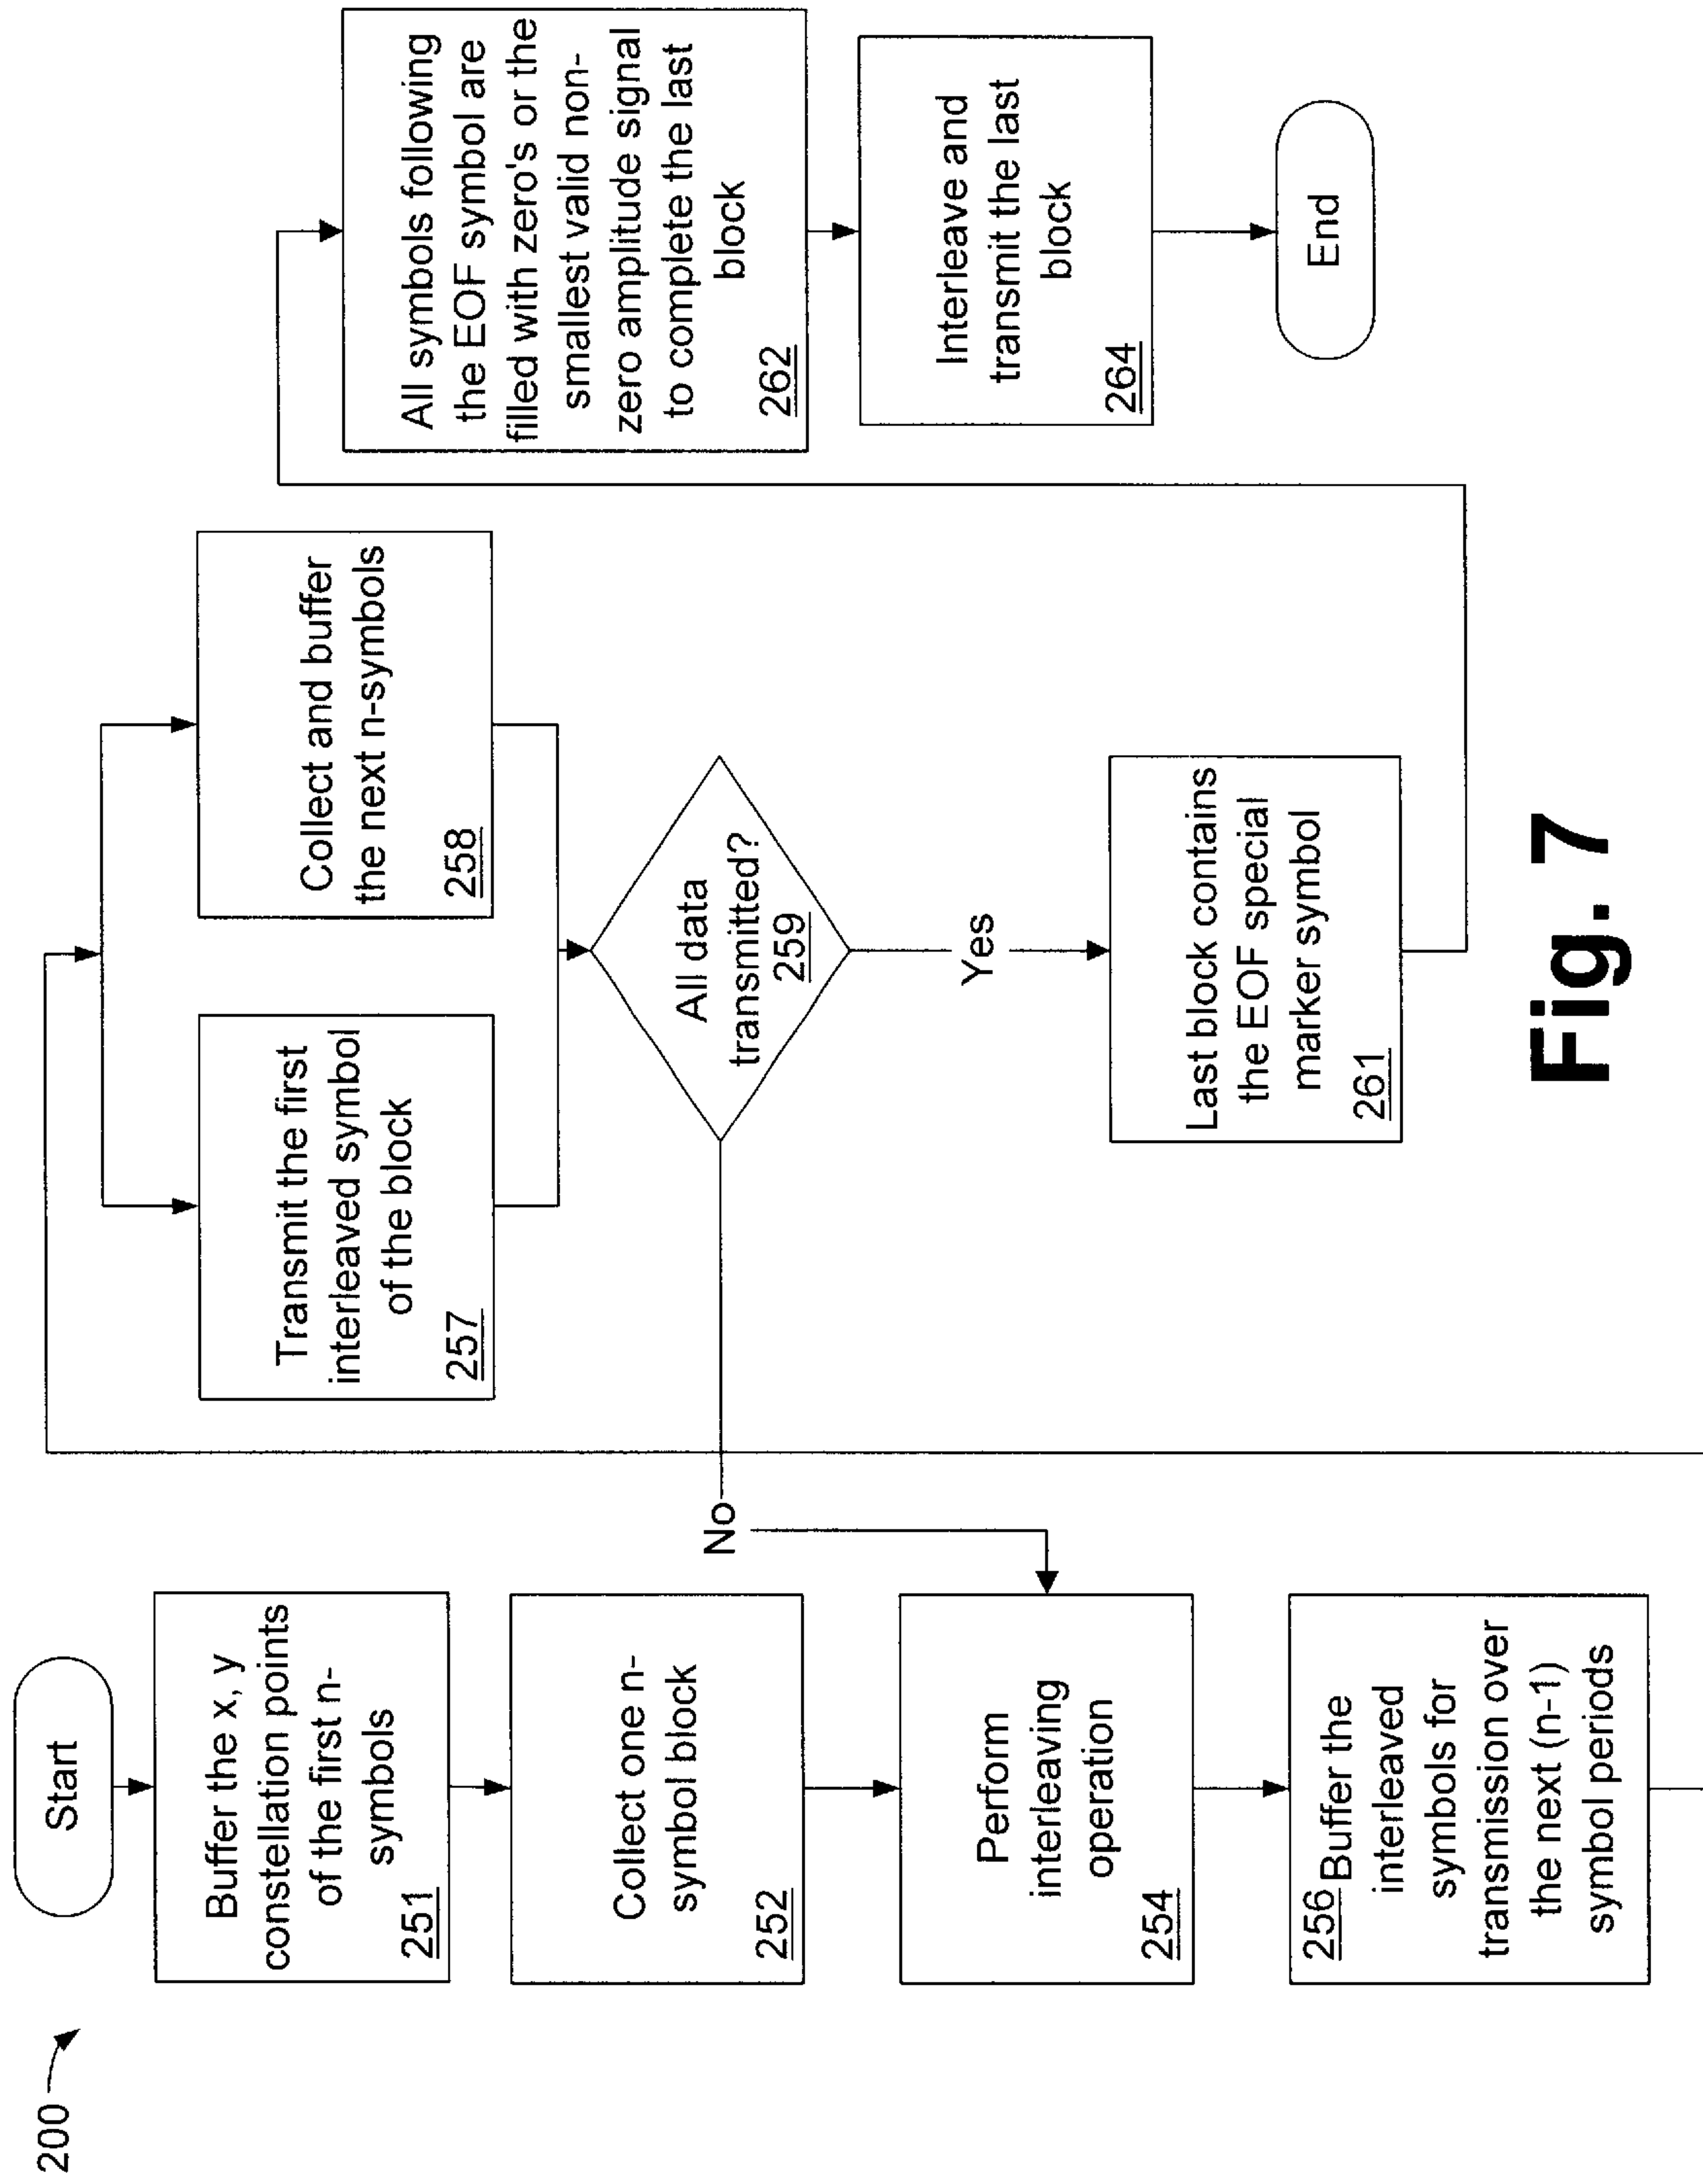 200
Start
Buffer the x, y
constellation points
of the first n-
symbols
251
Collect one n-
symbol block
252
Perform
interleaving
operation
254
256 Buffer the
interleaved
symbols for
transmission over
the next (n-1)
symbol periods
Transmit the first
interleaved symbol
of the block
257
Collect and buffer
the next n-symbols
258
All data
transmitted?
259
No
Yes
Last block contains
the EOF special
marker symbol
261
All symbols following
the EOF symbol are
filled with zero's or the
smallest valid non-
zero amplitude signal
to complete the last
block
262
Interleave and
transmit the last
block
264
End
Fig. 7